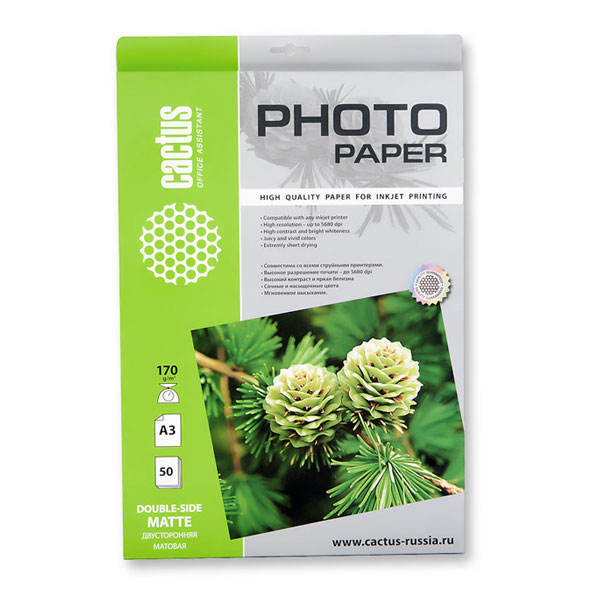 cactus
OFFICE ASSISTANT
PHOTO
PAPER
HIGH QUALITY PAPER FOR INKJET PRINTING
• Compatible with any inkjet printer
• High resolution – up to 5680 dpi
• High contrast and bright whiteness
• Juicy and vivid colors
• Extremely short drying
• Совместима со всеми струйными принтерами.
• Высокое разрешение печати – до 5680 dpi
• Высокий контраст и яркая белизна
• Сочные и насыщенные цвета
• Мгновенное высыхание.
170
g/m²
A3
50
DOUBLE-SIDE
MATTE
ДВУСТОРОННЯЯ
МАТОВАЯ
www.cactus-russia.ru